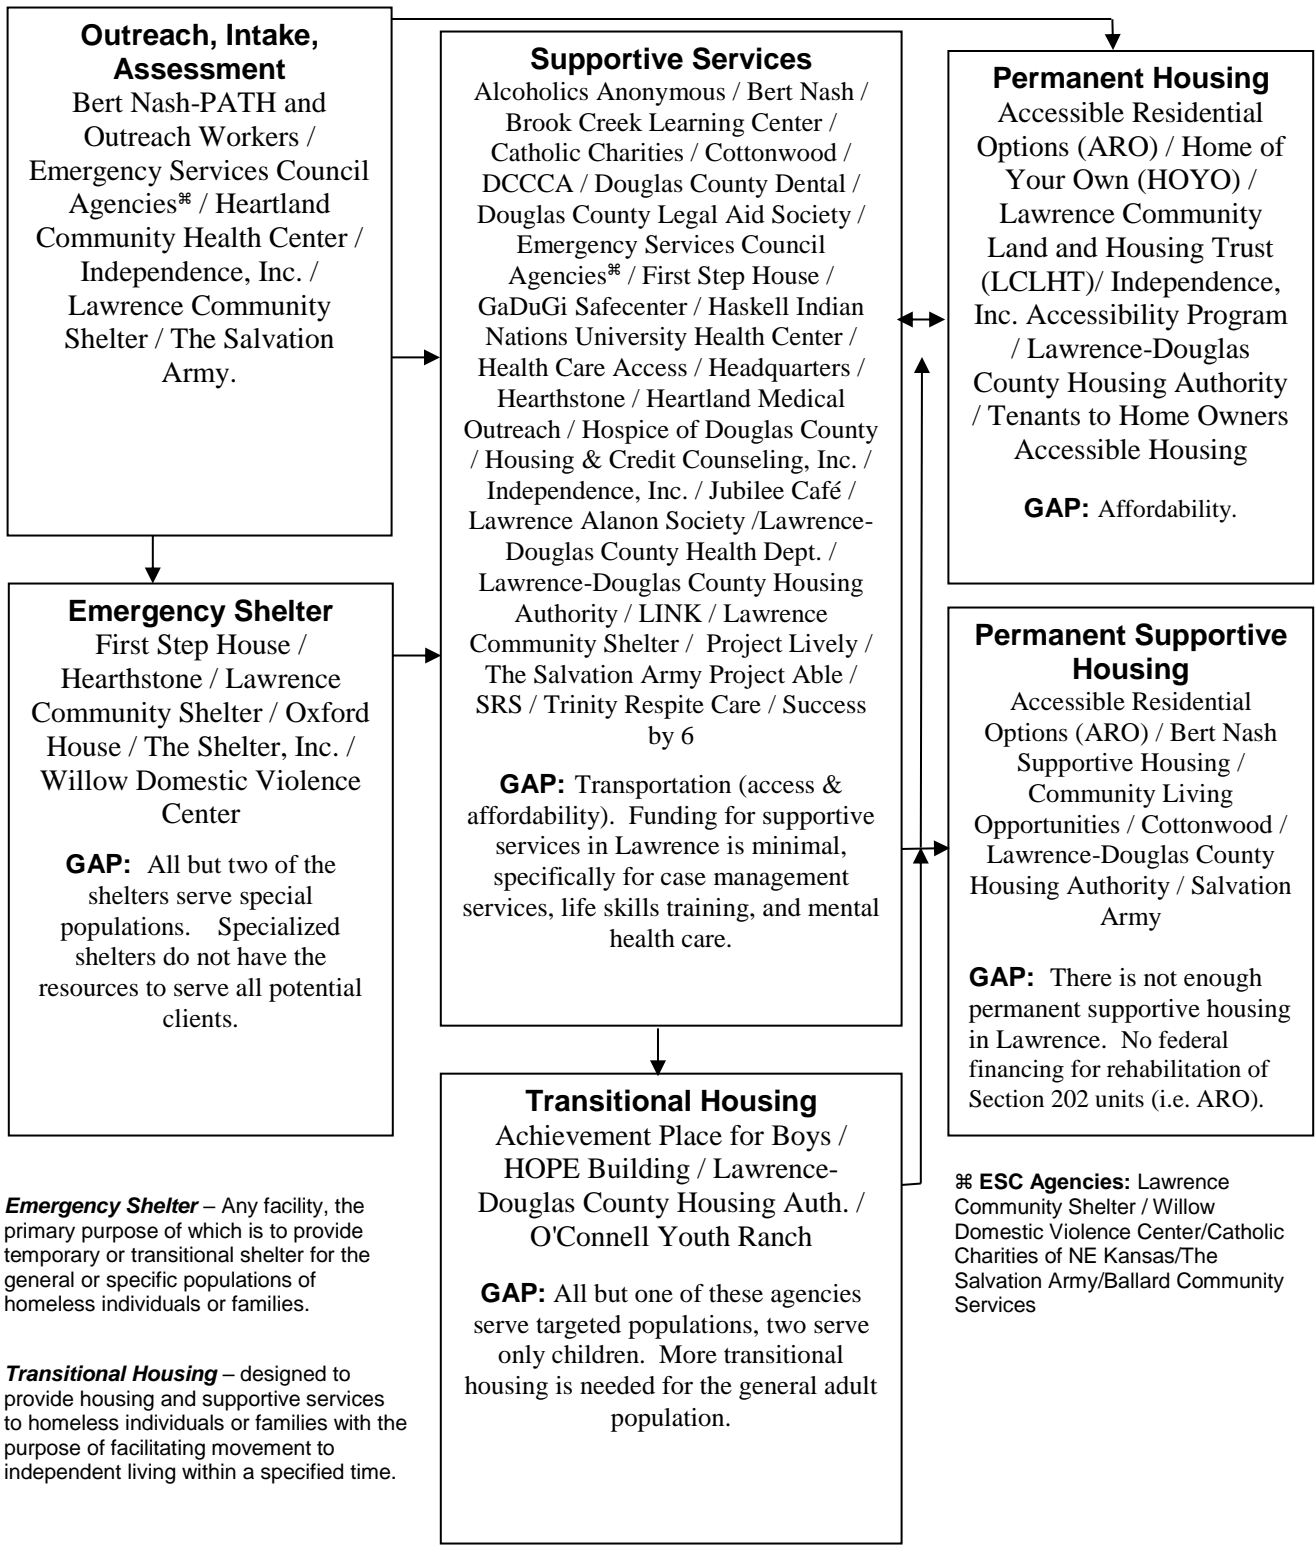 Outreach, Intake,
Assessment
Bert Nash-PATH and
Outreach Workers /
Emergency Services Council
Agencies⌘ / Heartland
Community Health Center /
Independence, Inc. /
Lawrence Community
Shelter / The Salvation
Army.
Emergency Shelter
First Step House /
Hearthstone / Lawrence
Community Shelter / Oxford
House / The Shelter, Inc. /
Willow Domestic Violence
Center
GAP: All but two of the
shelters serve special
populations. Specialized
shelters do not have the
resources to serve all potential
clients.
Emergency Shelter – Any facility, the
primary purpose of which is to provide
temporary or transitional shelter for the
general or specific populations of
homeless individuals or families.
Transitional Housing – designed to
provide housing and supportive services
to homeless individuals or families with the
purpose of facilitating movement to
independent living within a specified time.
Supportive Services
Alcoholics Anonymous / Bert Nash /
Brook Creek Learning Center /
Catholic Charities / Cottonwood /
DCCCA / Douglas County Dental /
Douglas County Legal Aid Society /
Emergency Services Council
Agencies⌘ / First Step House /
GaDuGi Safecenter / Haskell Indian
Nations University Health Center /
Health Care Access / Headquarters /
Hearthstone / Heartland Medical
Outreach / Hospice of Douglas County
/ Housing & Credit Counseling, Inc. /
Independence, Inc. / Jubilee Café /
Lawrence Alanon Society /Lawrence-
Douglas County Health Dept. /
Lawrence-Douglas County Housing
Authority / LINK / Lawrence
Community Shelter / Project Lively /
The Salvation Army Project Able /
SRS / Trinity Respite Care / Success
by 6
GAP: Transportation (access &
affordability). Funding for supportive
services in Lawrence is minimal,
specifically for case management
services, life skills training, and mental
health care.
Transitional Housing
Achievement Place for Boys /
HOPE Building / Lawrence-
Douglas County Housing Auth. /
O'Connell Youth Ranch
GAP: All but one of these agencies
serve targeted populations, two serve
only children. More transitional
housing is needed for the general adult
population.
Permanent Housing
Accessible Residential
Options (ARO) / Home of
Your Own (HOYO) /
Lawrence Community
Land and Housing Trust
(LCLHT)/ Independence,
Inc. Accessibility Program
/ Lawrence-Douglas
County Housing Authority
/ Tenants to Home Owners
Accessible Housing
GAP: Affordability.
Permanent Supportive
Housing
Accessible Residential
Options (ARO) / Bert Nash
Supportive Housing /
Community Living
Opportunities / Cottonwood /
Lawrence-Douglas County
Housing Authority / Salvation
Army
GAP: There is not enough
permanent supportive housing
in Lawrence. No federal
financing for rehabilitation of
Section 202 units (i.e. ARO).
⌘ ESC Agencies: Lawrence
Community Shelter / Willow
Domestic Violence Center/Catholic
Charities of NE Kansas/The
Salvation Army/Ballard Community
Services